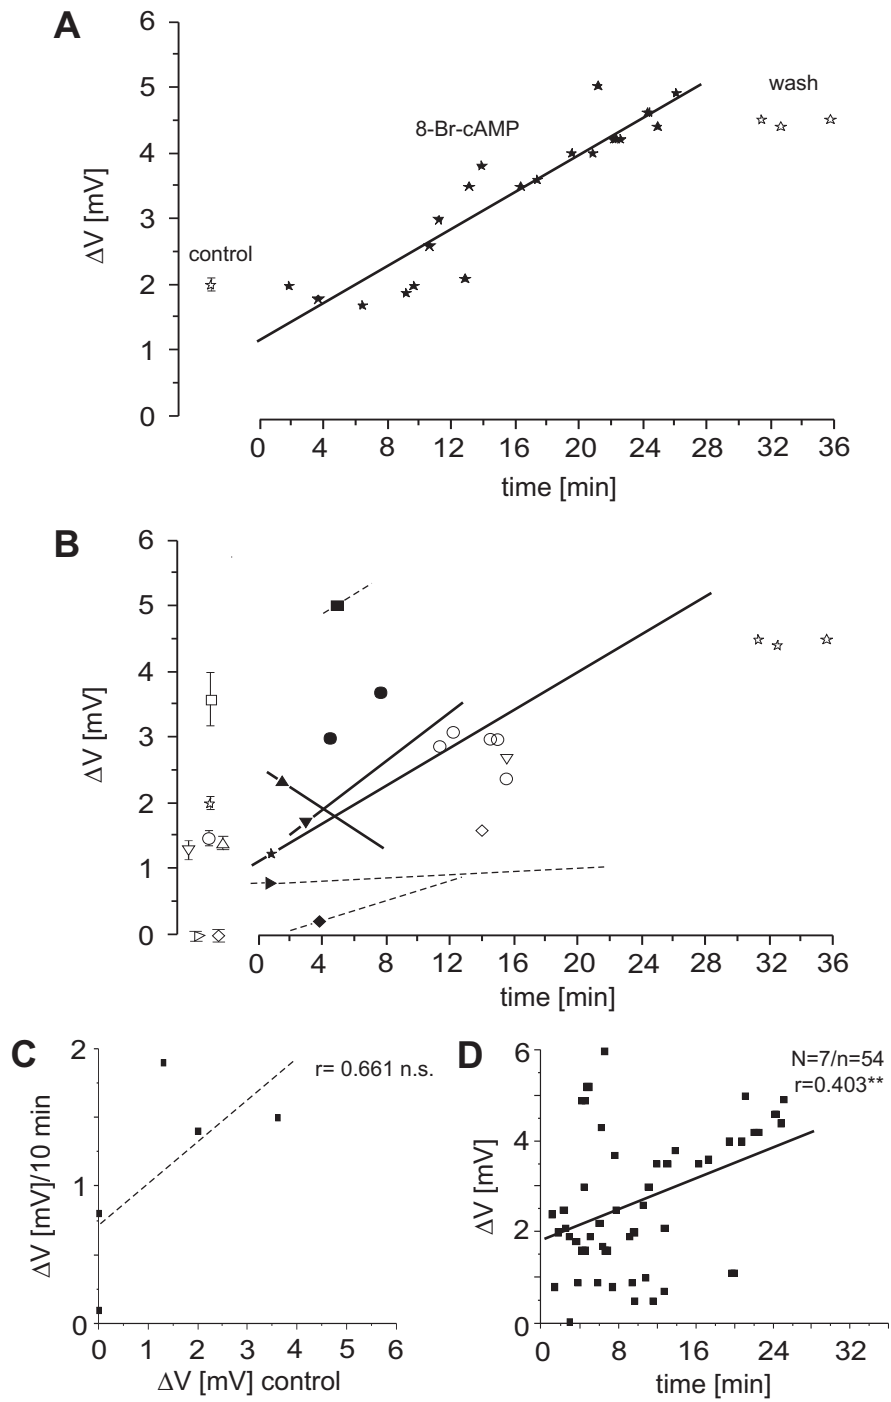 A
6
5
4
3
2
1
0
ΔV [mV]
control
8-Br-cAMP
wash
0 4 8 12 16 20 24 28 32 36
time [min]
B
6
5
4
3
2
1
0
ΔV [mV]
0 4 8 12 16 20 24 28 32 36
time [min]
C
2
1
0
ΔV [mV]/10 min
r= 0.661 n.s.
0 1 2 3 4 5 6
ΔV [mV] control
D
6
4
2
0
ΔV [mV]
N=7/n=54
r=0.403**
0 8 16 24 32
time [min]